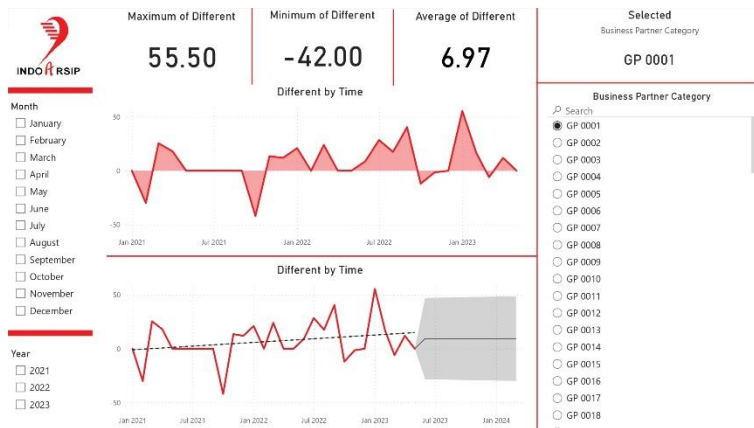 INDOARSIP
Month
January
February
March
April
May
June
July
August
September
October
November
December
Year
2021
2022
2023
Maximum of Different
55.50
Minimum of Different
-42.00
Average of Different
6.97
Different by Time
50
0
-50
Jan 2021
Jul 2021
Jan 2022
Jul 2022
Jan 2023
Different by Time
50
0
-50
Jan 2021
Jul 2021
Jan 2022
Jul 2022
Jan 2023
Jul 2023
Jan 2024
Selected
Business Partner Category
GP 0001
Business Partner Category
Search
GP 0001
GP 0002
GP 0003
GP 0004
GP 0005
GP 0006
GP 0007
GP 0008
GP 0009
GP 0010
GP 0011
GP 0012
GP 0013
GP 0014
GP 0015
GP 0016
GP 0017
GP 0018